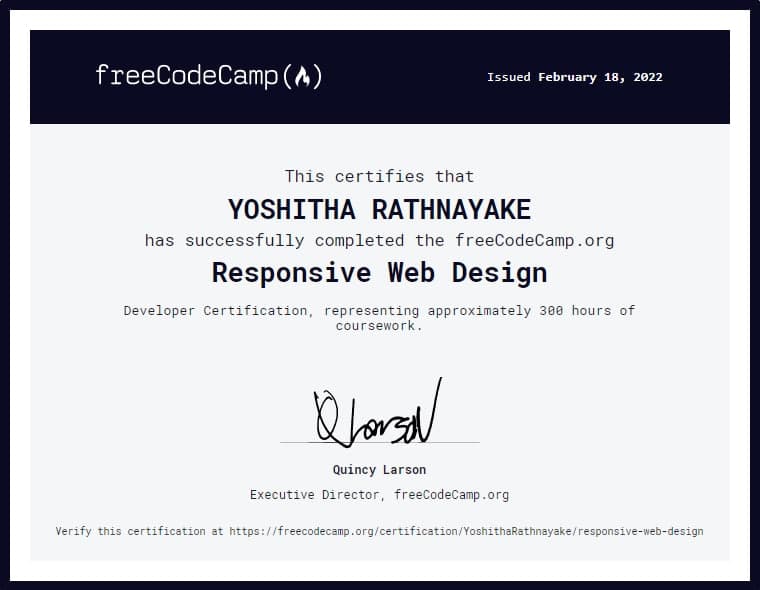 freeCodeCamp(🔥)
Issued February 18, 2022
This certifies that
YOSHITHA RATHNAYAKE
has successfully completed the freeCodeCamp.org
Responsive Web Design
Developer Certification, representing approximately 300 hours of
coursework.
QLarson
Quincy Larson
Executive Director, freeCodeCamp.org
Verify this certification at https://freecodecamp.org/certification/YoshithaRathnayake/responsive-web-design